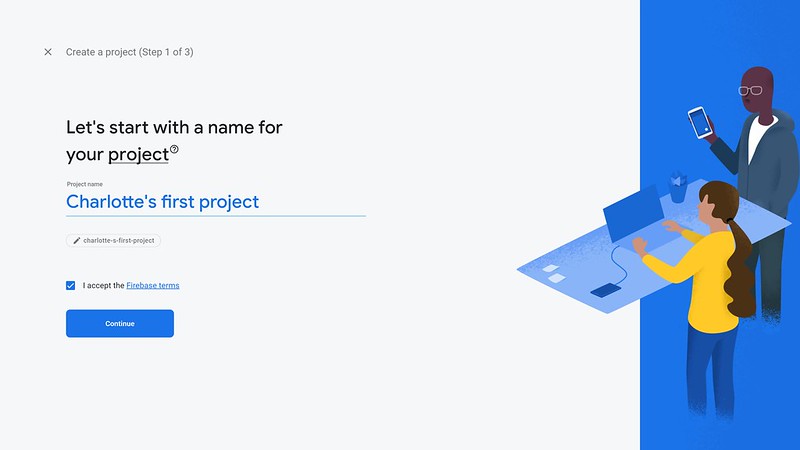 Create a project (Step 1 of 3)
Let's start with a name for
your project
Project name
Charlotte's first project
charlotte-s-first-project
I accept the Firebase terms
Continue